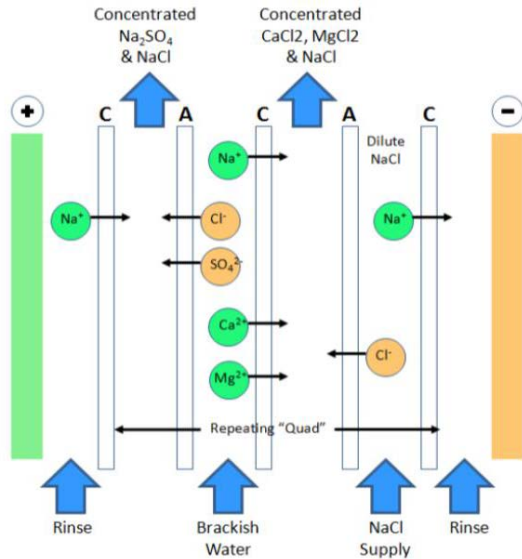 Concentrated
Na₂SO₄
& NaCl
Concentrated
CaCl2, MgCl2
& NaCl
+
C
A
C
A
C
−
Dilute
NaCl
Na⁺
Na⁺
Cl⁻
Na⁺
SO₄²⁻
Ca²⁺
Cl⁻
Mg²⁺
Repeating “Quad”
Rinse
Brackish
Water
NaCl
Supply
Rinse